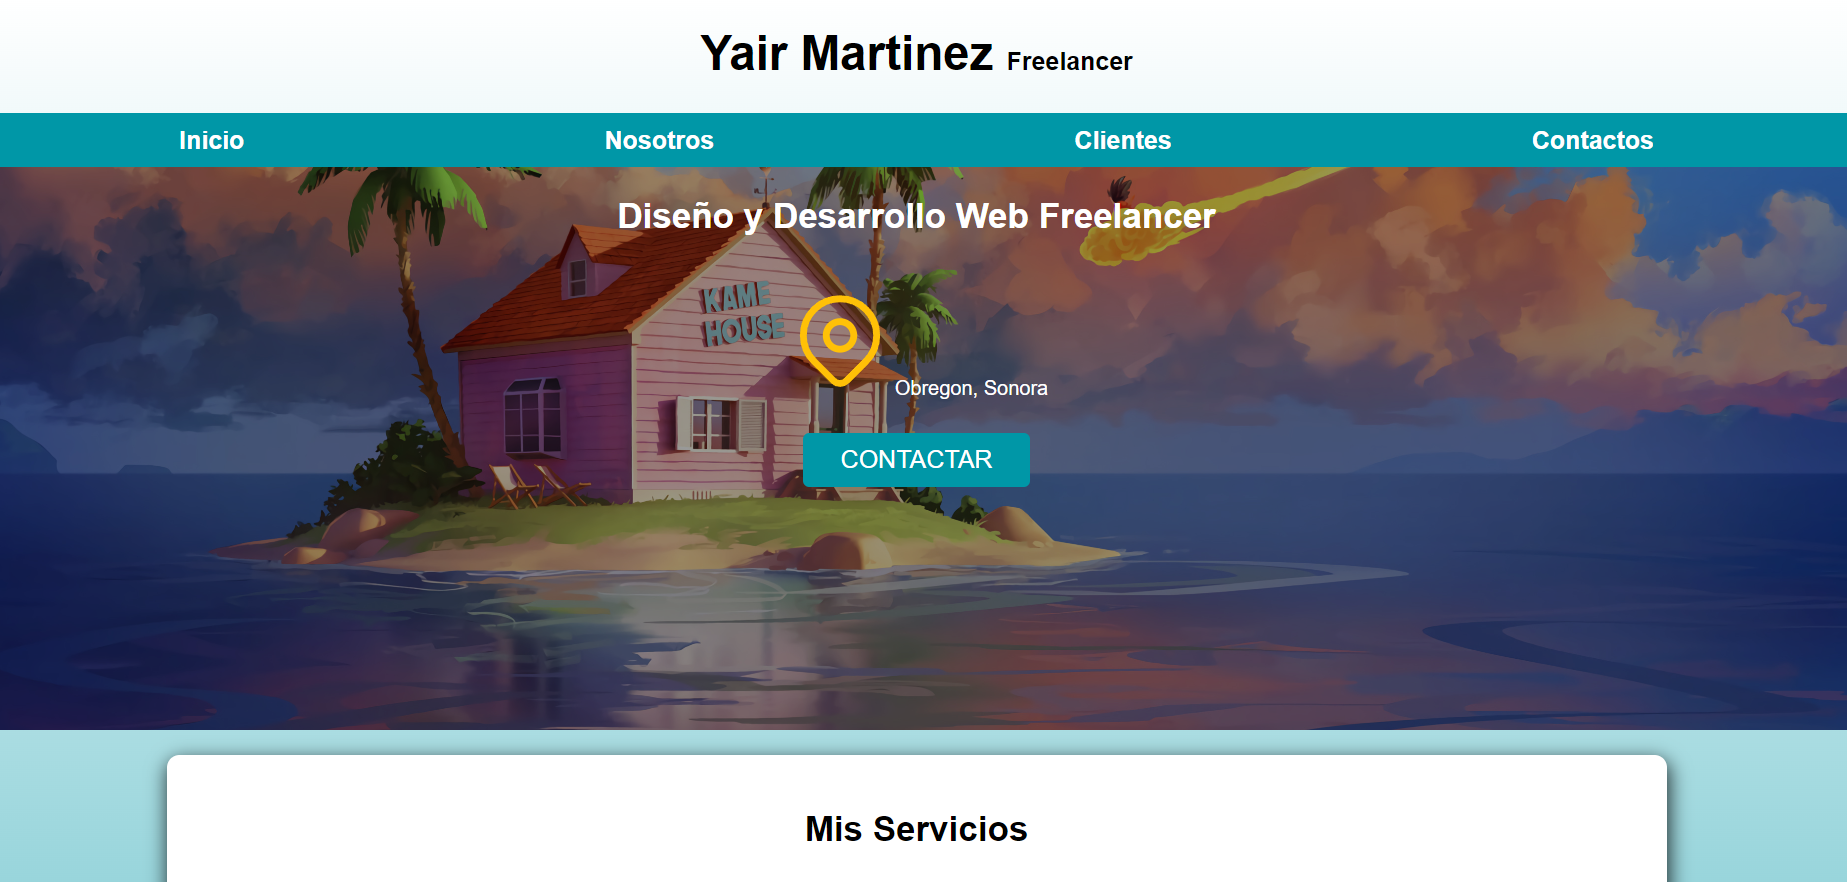 Yair Martinez Freelancer
Inicio Nosotros Clientes Contactos
Diseño y Desarrollo Web Freelancer
KAME
HOUSE
Obregon, Sonora
CONTACTAR
Mis Servicios